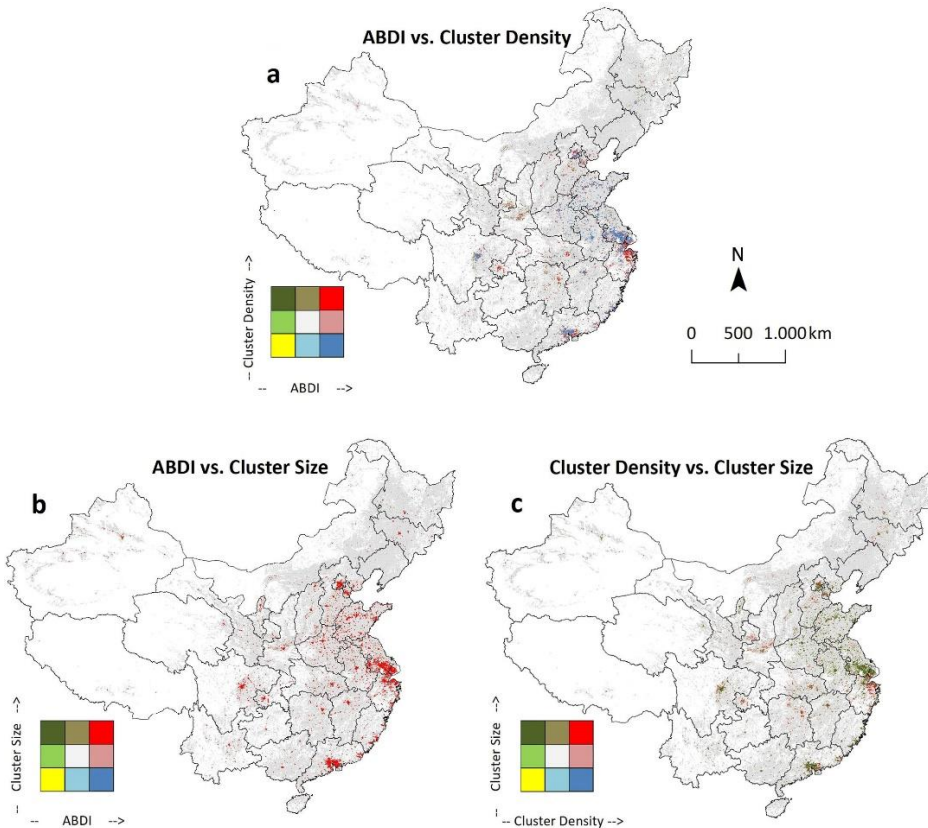 ABDI vs. Cluster Density
a
N
-- Cluster Density -->
-- ABDI -->
0 500 1.000 km
ABDI vs. Cluster Size
Cluster Density vs. Cluster Size
b
c
-- Cluster Size -->
-- ABDI -->
-- Cluster Size -->
-- Cluster Density -->